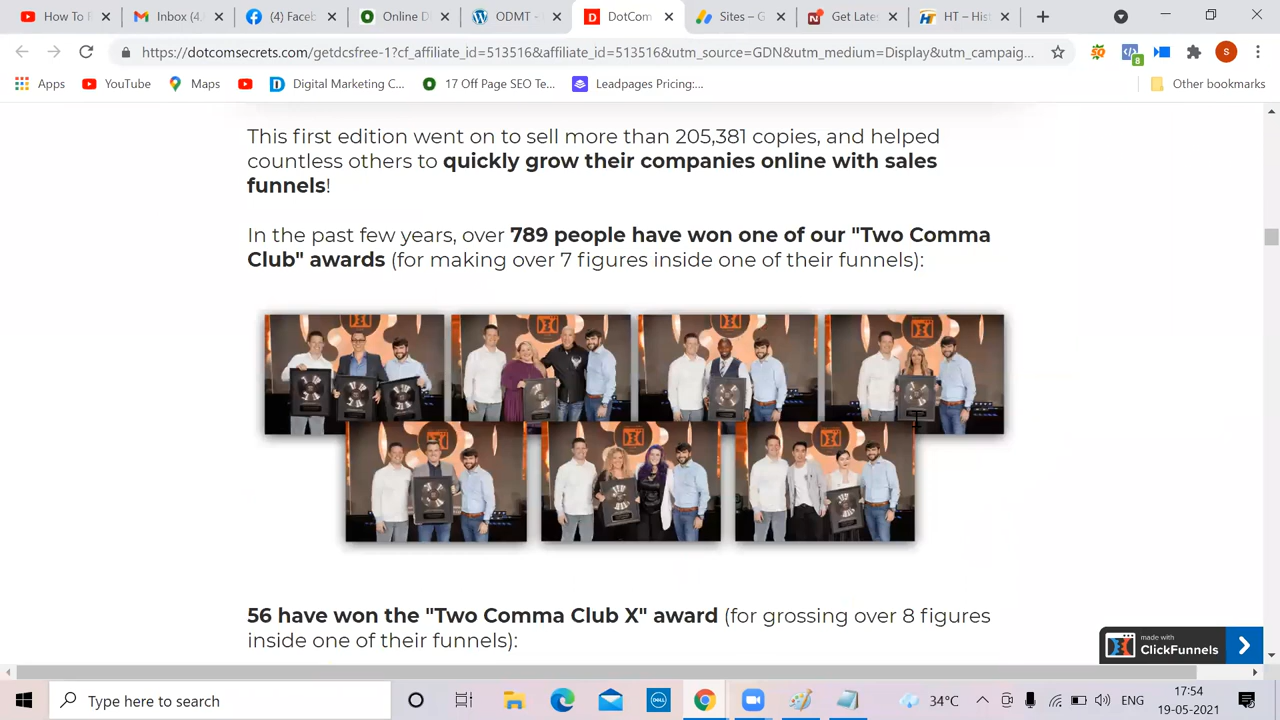 How To F
Inbox (4
(4) Face
Online D
ODMT -
DotCom
Sites – G
Get Late
HT – Hist
https://dotcomsecrets.com/getdcsfree-1?cf_affiliate_id=513516&affiliate_id=513516&utm_source=GDN&utm_medium=Display&utm_campaig...
8
S
Apps
YouTube
Maps
Digital Marketing C...
17 Off Page SEO Te...
Leadpages Pricing:...
Other bookmarks
This first edition went on to sell more than 205,381 copies, and helped
countless others to quickly grow their companies online with sales
funnels!
In the past few years, over 789 people have won one of our "Two Comma
Club" awards (for making over 7 figures inside one of their funnels):
56 have won the "Two Comma Club X" award (for grossing over 8 figures
inside one of their funnels):
made with
ClickFunnels
Type here to search
DELL
34°C
ENG
17:54
19-05-2021